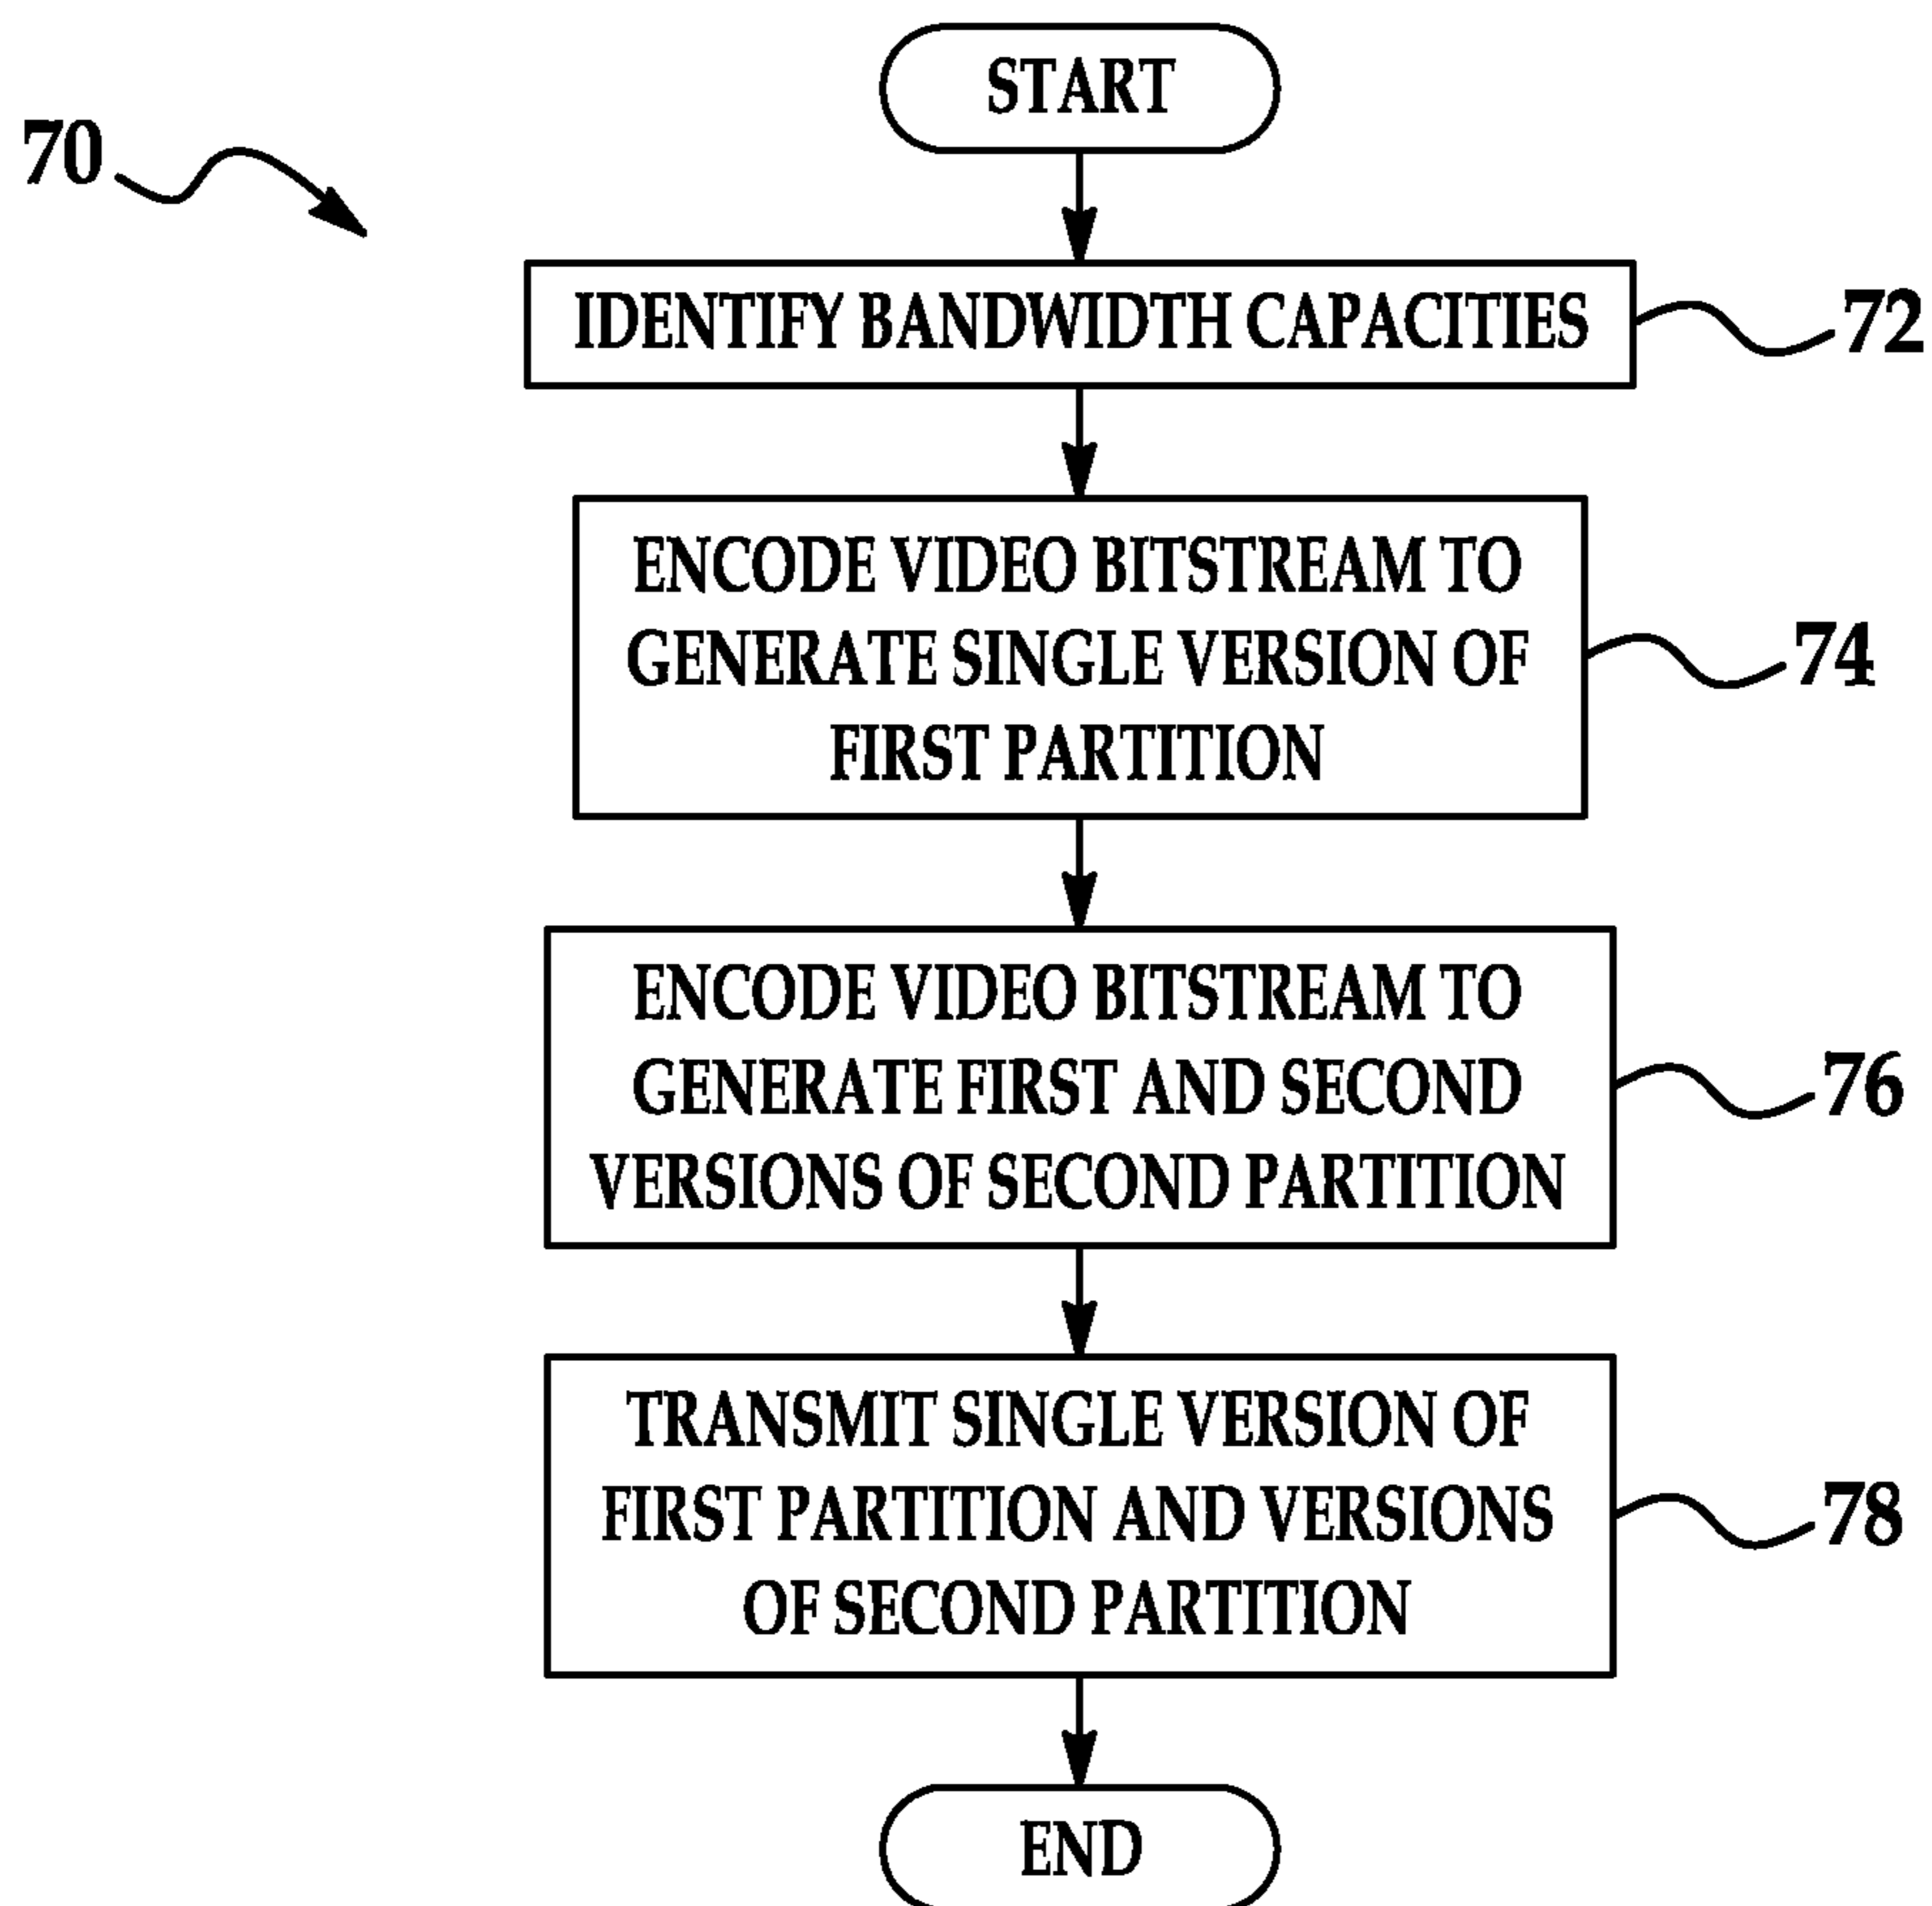 START
70
IDENTIFY BANDWIDTH CAPACITIES
72
ENCODE VIDEO BITSTREAM TO
GENERATE SINGLE VERSION OF
FIRST PARTITION
74
ENCODE VIDEO BITSTREAM TO
GENERATE FIRST AND SECOND
VERSIONS OF SECOND PARTITION
76
TRANSMIT SINGLE VERSION OF
FIRST PARTITION AND VERSIONS
OF SECOND PARTITION
78
END